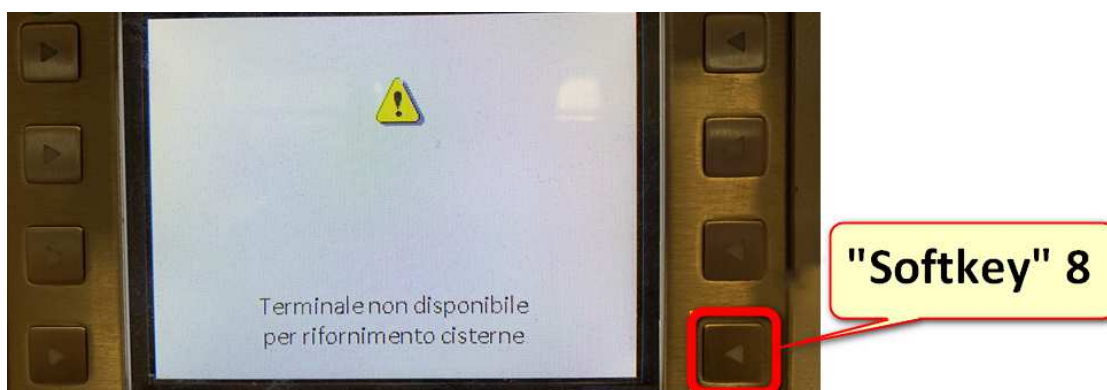 Terminale non disponibile
per rifornimento cisterne
"Softkey" 8